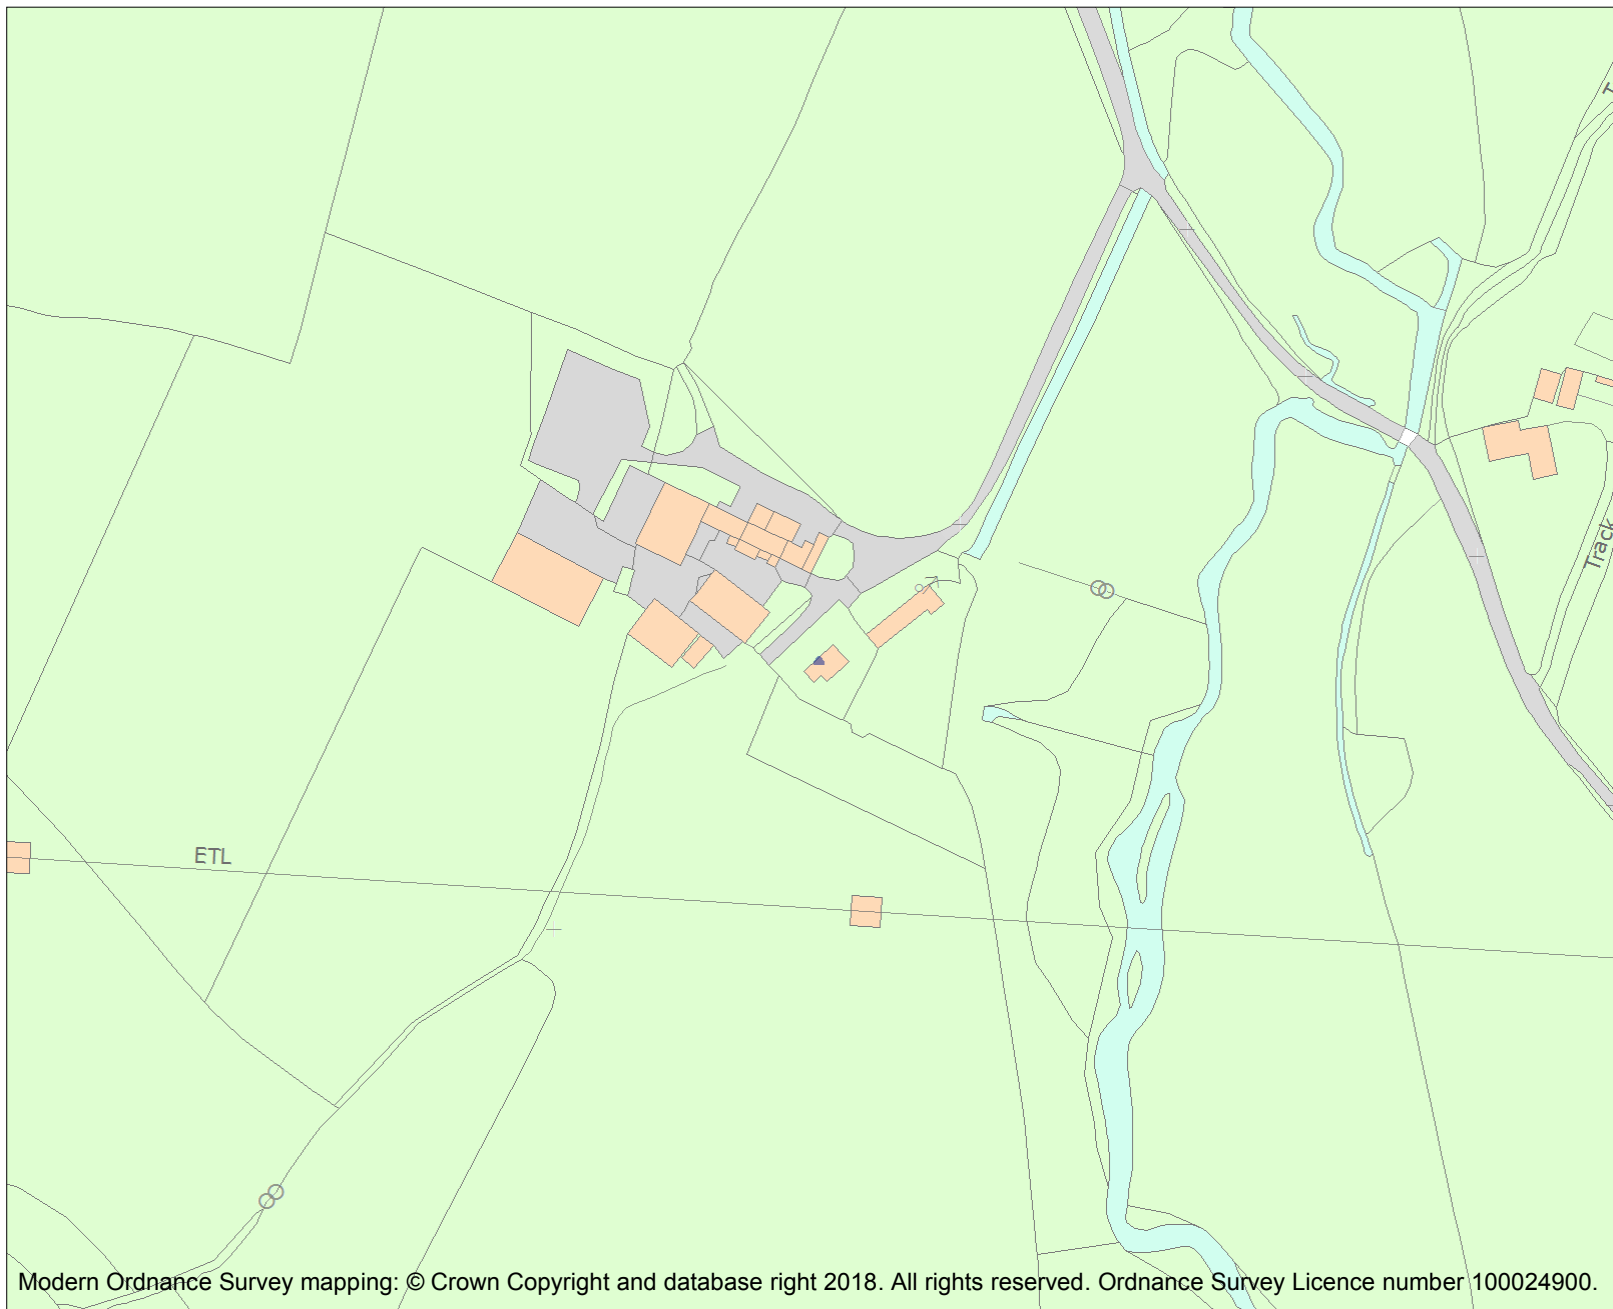 Track
ETL
Modern Ordnance Survey mapping: © Crown Copyright and database right 2018. All rights reserved. Ordnance Survey Licence number 100024900.